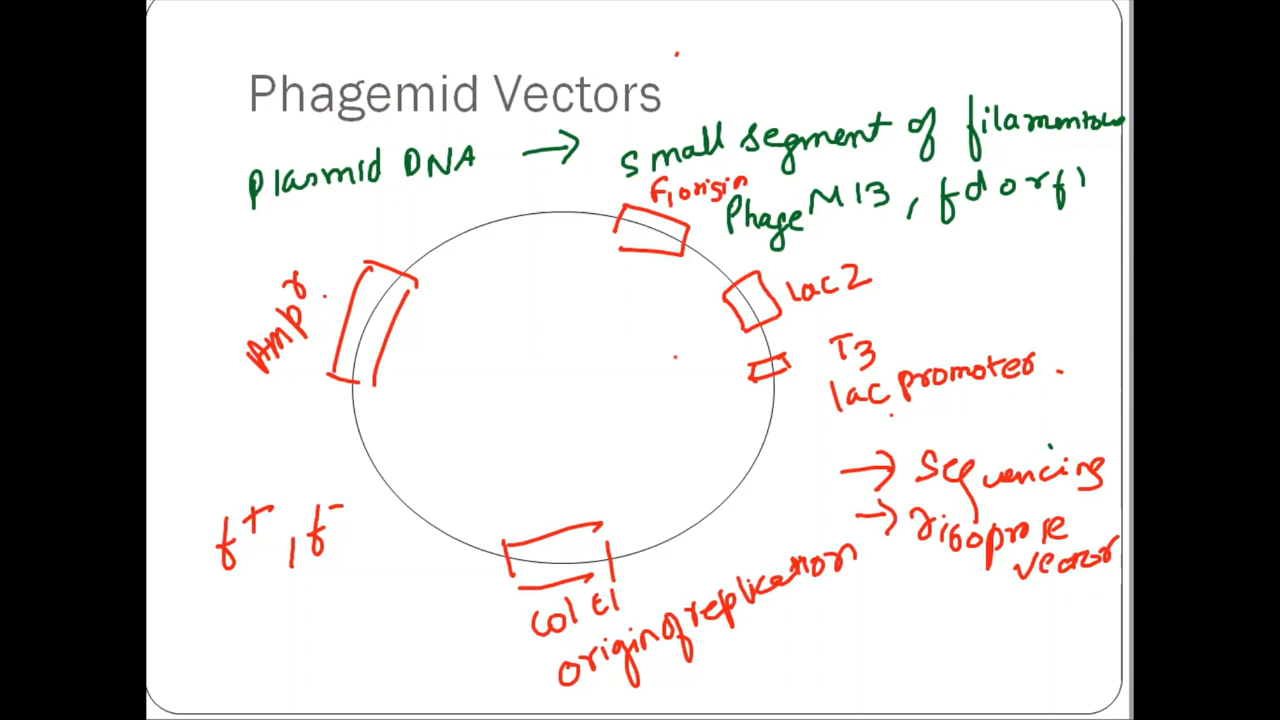 Phagemid Vectors
Plasmid DNA → Small segment of filamentous
Phage M13, fd or f1
F1 origin
lac Z
T3
lac promoter.
Amp r
→ Sequencing
→ riboprobe
vector
f+, f-
Col E1
origin of replication